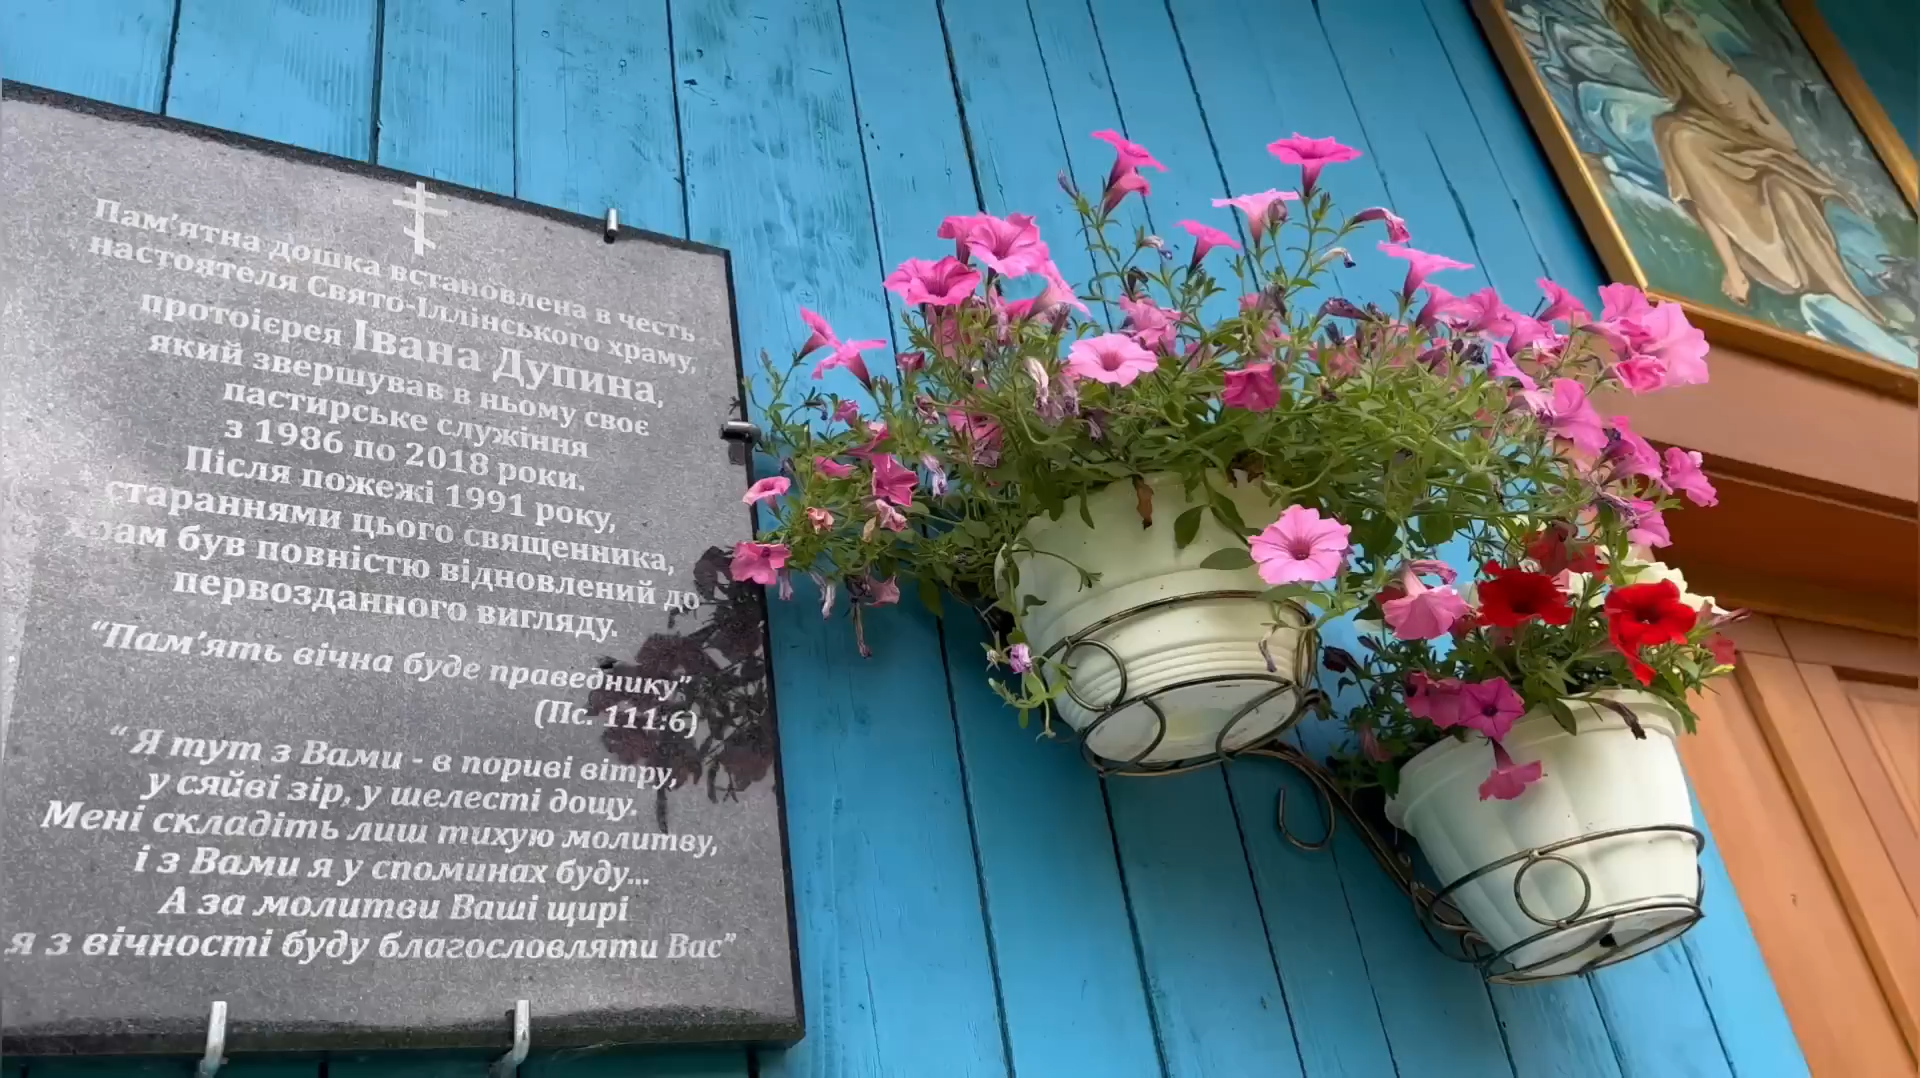 Пам'ятна дошка встановлена в честь
настоятеля Свято-Іллінського храму,
протоієрея Івана Дупина,
який звершував в ньому своє
пастирське служіння
з 1986 по 2018 роки.
Після пожежі 1991 року,
стараннями цього священника,
храм був повністю відновлений до
первозданного вигляду.
“Пам'ять вічна буде праведнику”
(Пс. 111:6)
“ Я тут з Вами - в пориві вітру,
у сяйві зір, у шелесті дощу.
Мені складіть лиш тихую молитву,
і з Вами я у споминах буду...
А за молитви Ваші щирі
я з вічності буду благословляти Вас”